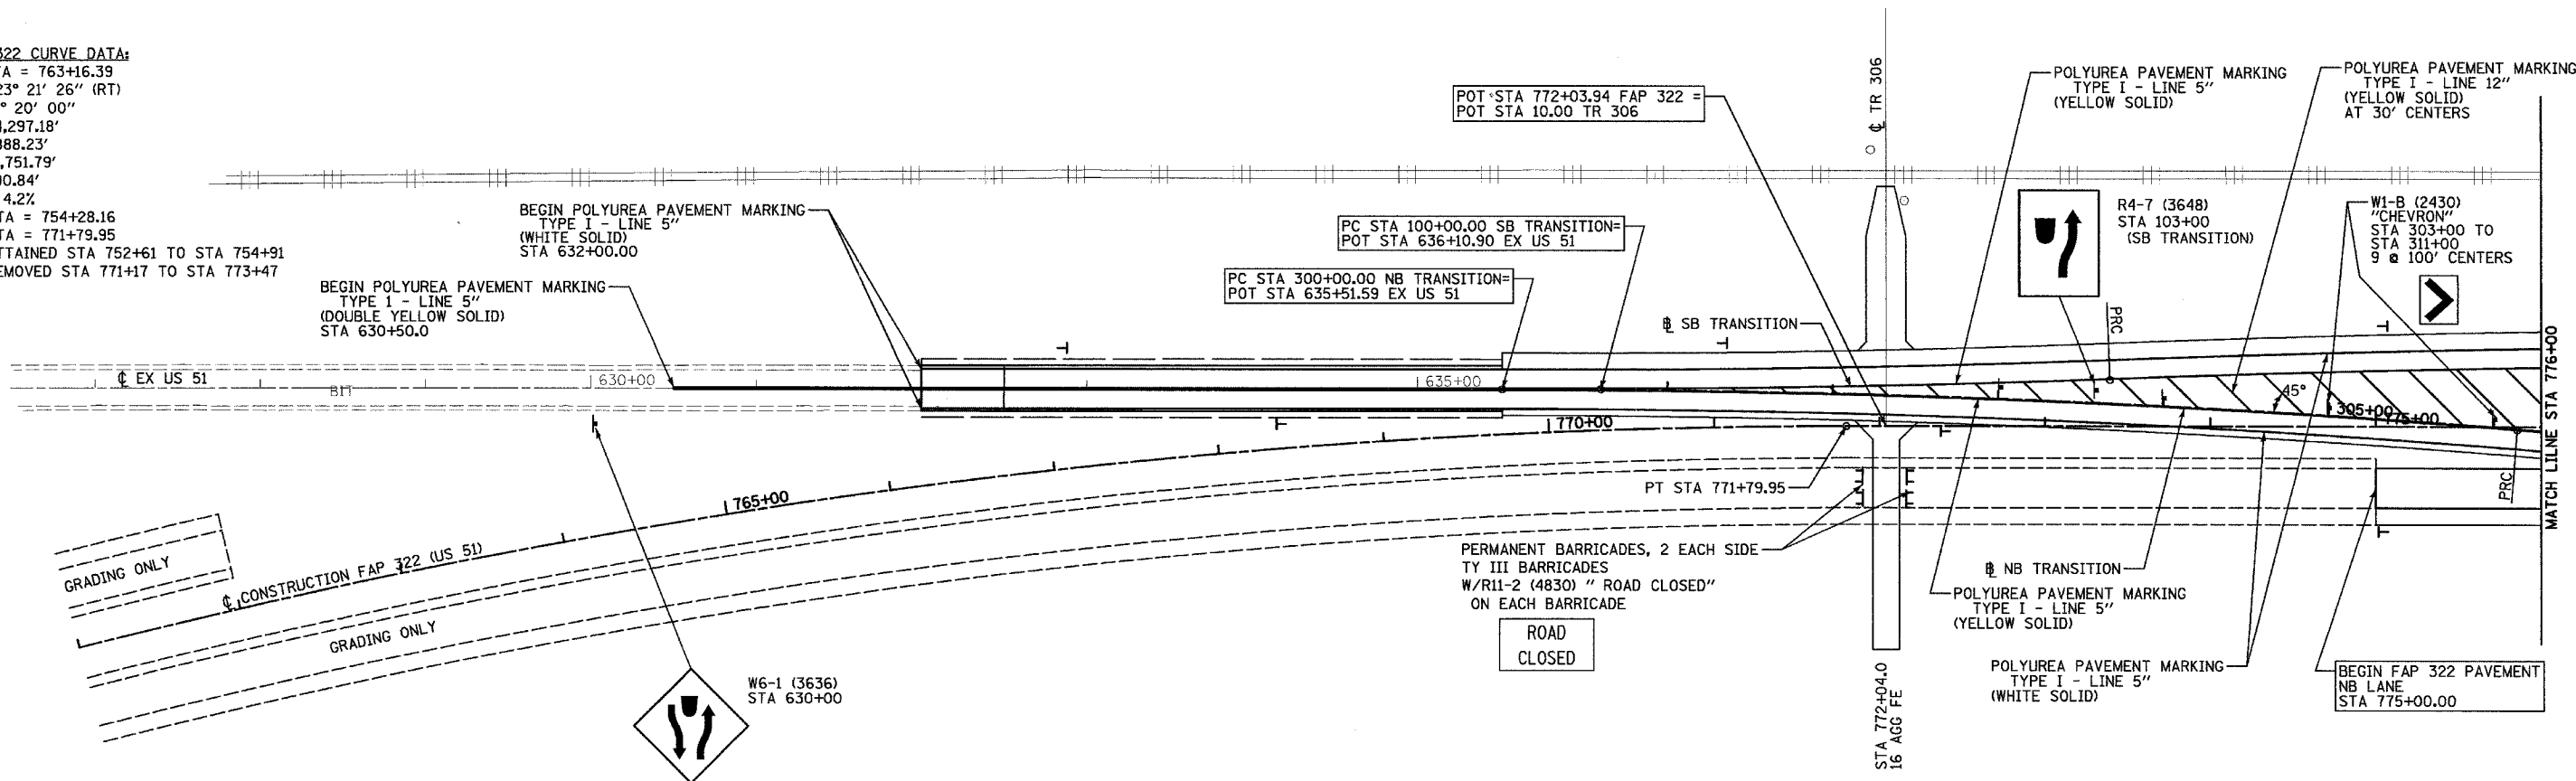 322 CURVE DATA:
TA = 763+16.39
23° 21' 26" (RT)
° 20' 00"
,297.18'
388.23'
,751.79'
90.84'
4.2%
TA = 754+28.16
TA = 771+79.95
TTAINED STA 752+61 TO STA 754+91
EMOVED STA 771+17 TO STA 773+47
BEGIN POLYUREA PAVEMENT MARKING
TYPE I - LINE 5"
(WHITE SOLID)
STA 632+00.00
BEGIN POLYUREA PAVEMENT MARKING
TYPE 1 - LINE 5"
(DOUBLE YELLOW SOLID)
STA 630+50.0
POT STA 772+03.94 FAP 322 =
POT STA 10.00 TR 306
PC STA 100+00.00 SB TRANSITION=
POT STA 636+10.90 EX US 51
PC STA 300+00.00 NB TRANSITION=
POT STA 635+51.59 EX US 51
℄ TR 306
POLYUREA PAVEMENT MARKING
TYPE I - LINE 5"
(YELLOW SOLID)
POLYUREA PAVEMENT MARKING
TYPE I - LINE 12"
(YELLOW SOLID)
AT 30' CENTERS
R4-7 (3648)
STA 103+00
(SB TRANSITION)
W1-B (2430)
"CHEVRON"
STA 303+00 TO
STA 311+00
9 @ 100' CENTERS
SB TRANSITION
PRC
℄ EX US 51
BIT
630+00
635+00
45°
305+00
775+00
MATCH LILNE STA 776+00
770+00
765+00
PT STA 771+79.95
PRC
GRADING ONLY
℄ CONSTRUCTION FAP 322 (US 51)
GRADING ONLY
PERMANENT BARRICADES, 2 EACH SIDE
TY III BARRICADES
W/R11-2 (4830) " ROAD CLOSED"
ON EACH BARRICADE
ROAD
CLOSED
NB TRANSITION
POLYUREA PAVEMENT MARKING
TYPE I - LINE 5"
(YELLOW SOLID)
POLYUREA PAVEMENT MARKING
TYPE I - LINE 5"
(WHITE SOLID)
BEGIN FAP 322 PAVEMENT
NB LANE
STA 775+00.00
W6-1 (3636)
STA 630+00
STA 772+04.0
16 AGG FE